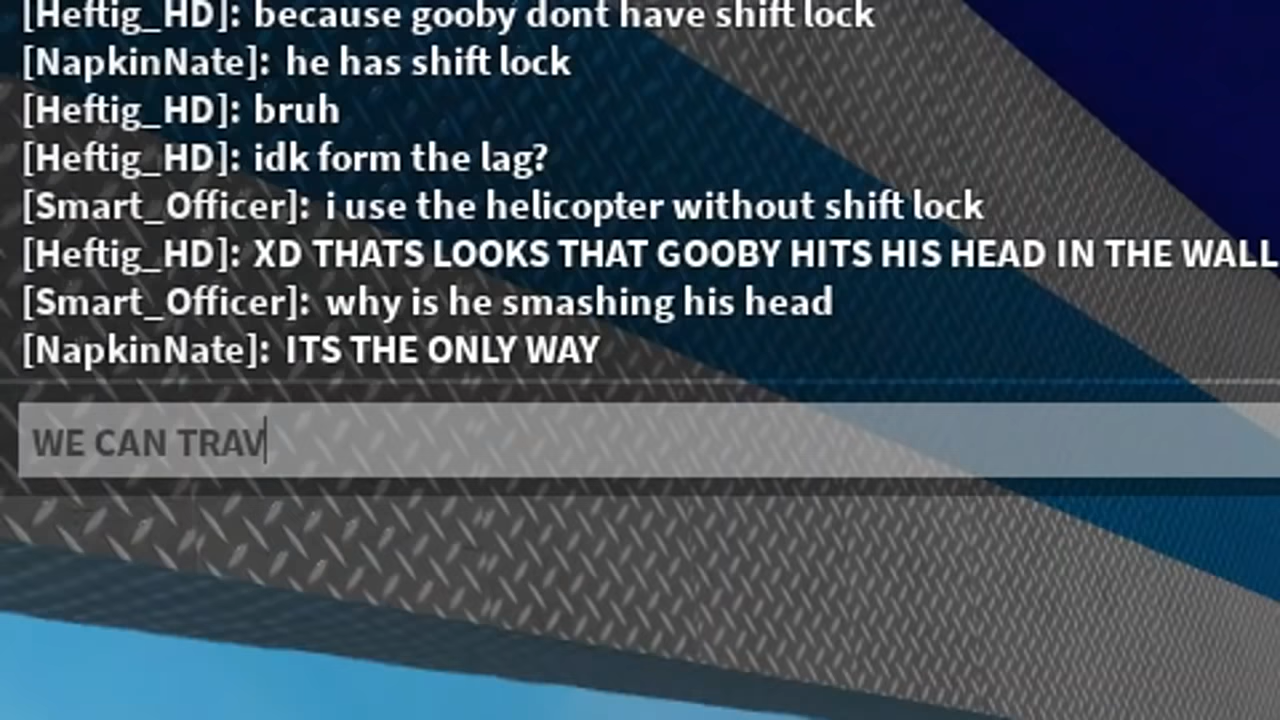 [Heftig_HD]: because gooby dont have shift lock
[NapkinNate]: he has shift lock
[Heftig_HD]: bruh
[Heftig_HD]: idk form the lag?
[Smart_Officer]: i use the helicopter without shift lock
[Heftig_HD]: XD THATS LOOKS THAT GOOBY HITS HIS HEAD IN THE WALL
[Smart_Officer]: why is he smashing his head
[NapkinNate]: ITS THE ONLY WAY
WE CAN TRAV